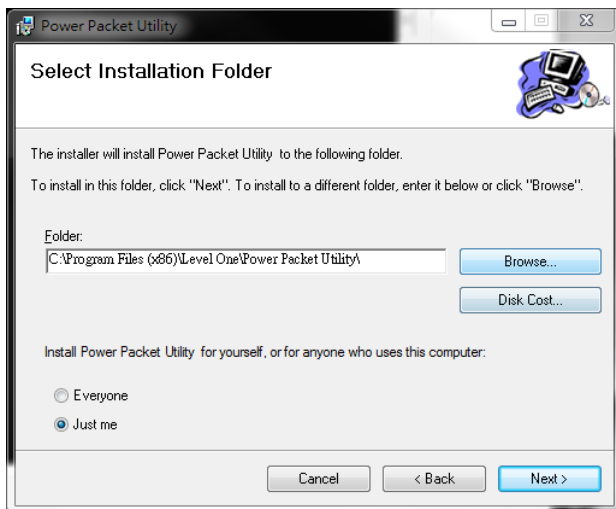 Power Packet Utility
Select Installation Folder
The installer will install Power Packet Utility to the following folder.
To install in this folder, click "Next". To install to a different folder, enter it below or click "Browse".
Folder:
C:\Program Files (x86)\Level One\Power Packet Utility\
Browse...
Disk Cost...
Install Power Packet Utility for yourself, or for anyone who uses this computer:
Everyone
Just me
Cancel
< Back
Next >